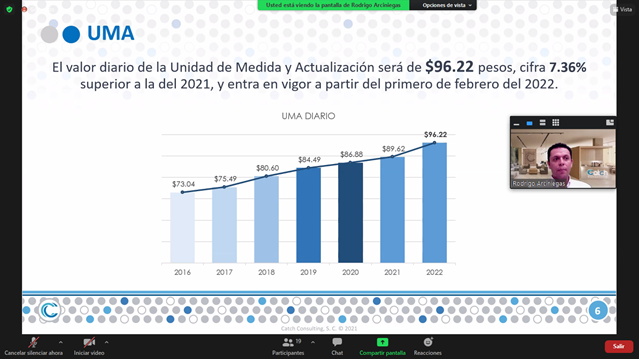 Usted está viendo la pantalla de Rodrigo Arciniegas
Opciones de vista
Vista
UMA
El valor diario de la Unidad de Medida y Actualización será de $96.22 pesos, cifra 7.36%
superior a la del 2021, y entra en vigor a partir del primero de febrero del 2022.
UMA DIARIO
$73.04
$75.49
$80.60
$84.49
$86.88
$89.62
$96.22
2016
2017
2018
2019
2020
2021
2022
Rodrigo Arciniegas
6
Catch Consulting, S. C. © 2021
Cancelar silenciar ahora
Iniciar video
19
Participantes
Chat
Compartir pantalla
Reacciones
Salir